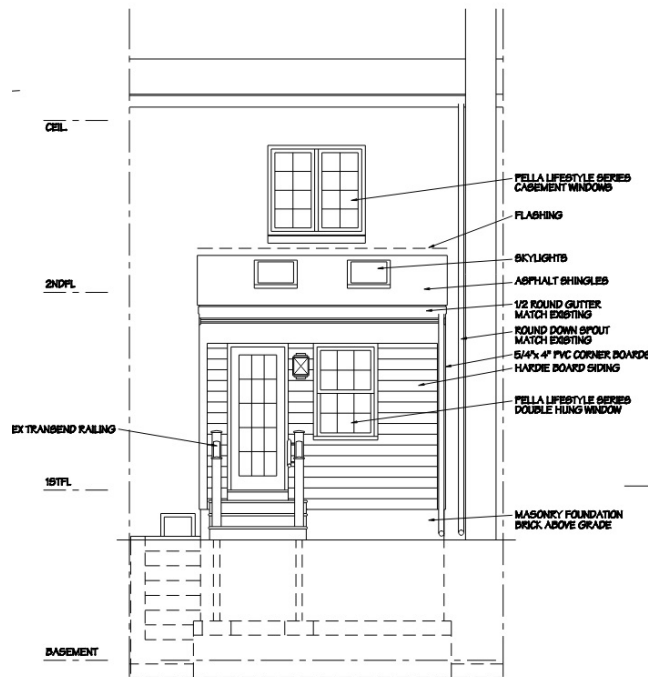 CEIL.
PELLA LIFESTYLE SERIES
CASEMENT WINDOWS
FLASHING
SKYLIGHTS
2NDFL
ASPHALT SHINGLES
1/2 ROUND GUTTER
MATCH EXISTING
ROUND DOWN SPOUT
MATCH EXISTING
5/4"x 4" PVC CORNER BOARDS
HARDIE BOARD SIDING
PELLA LIFESTYLE SERIES
DOUBLE HUNG WINDOW
EX TRANSEND RAILING
1STFL
MASONRY FOUNDATION
BRICK ABOVE GRADE
BASEMENT